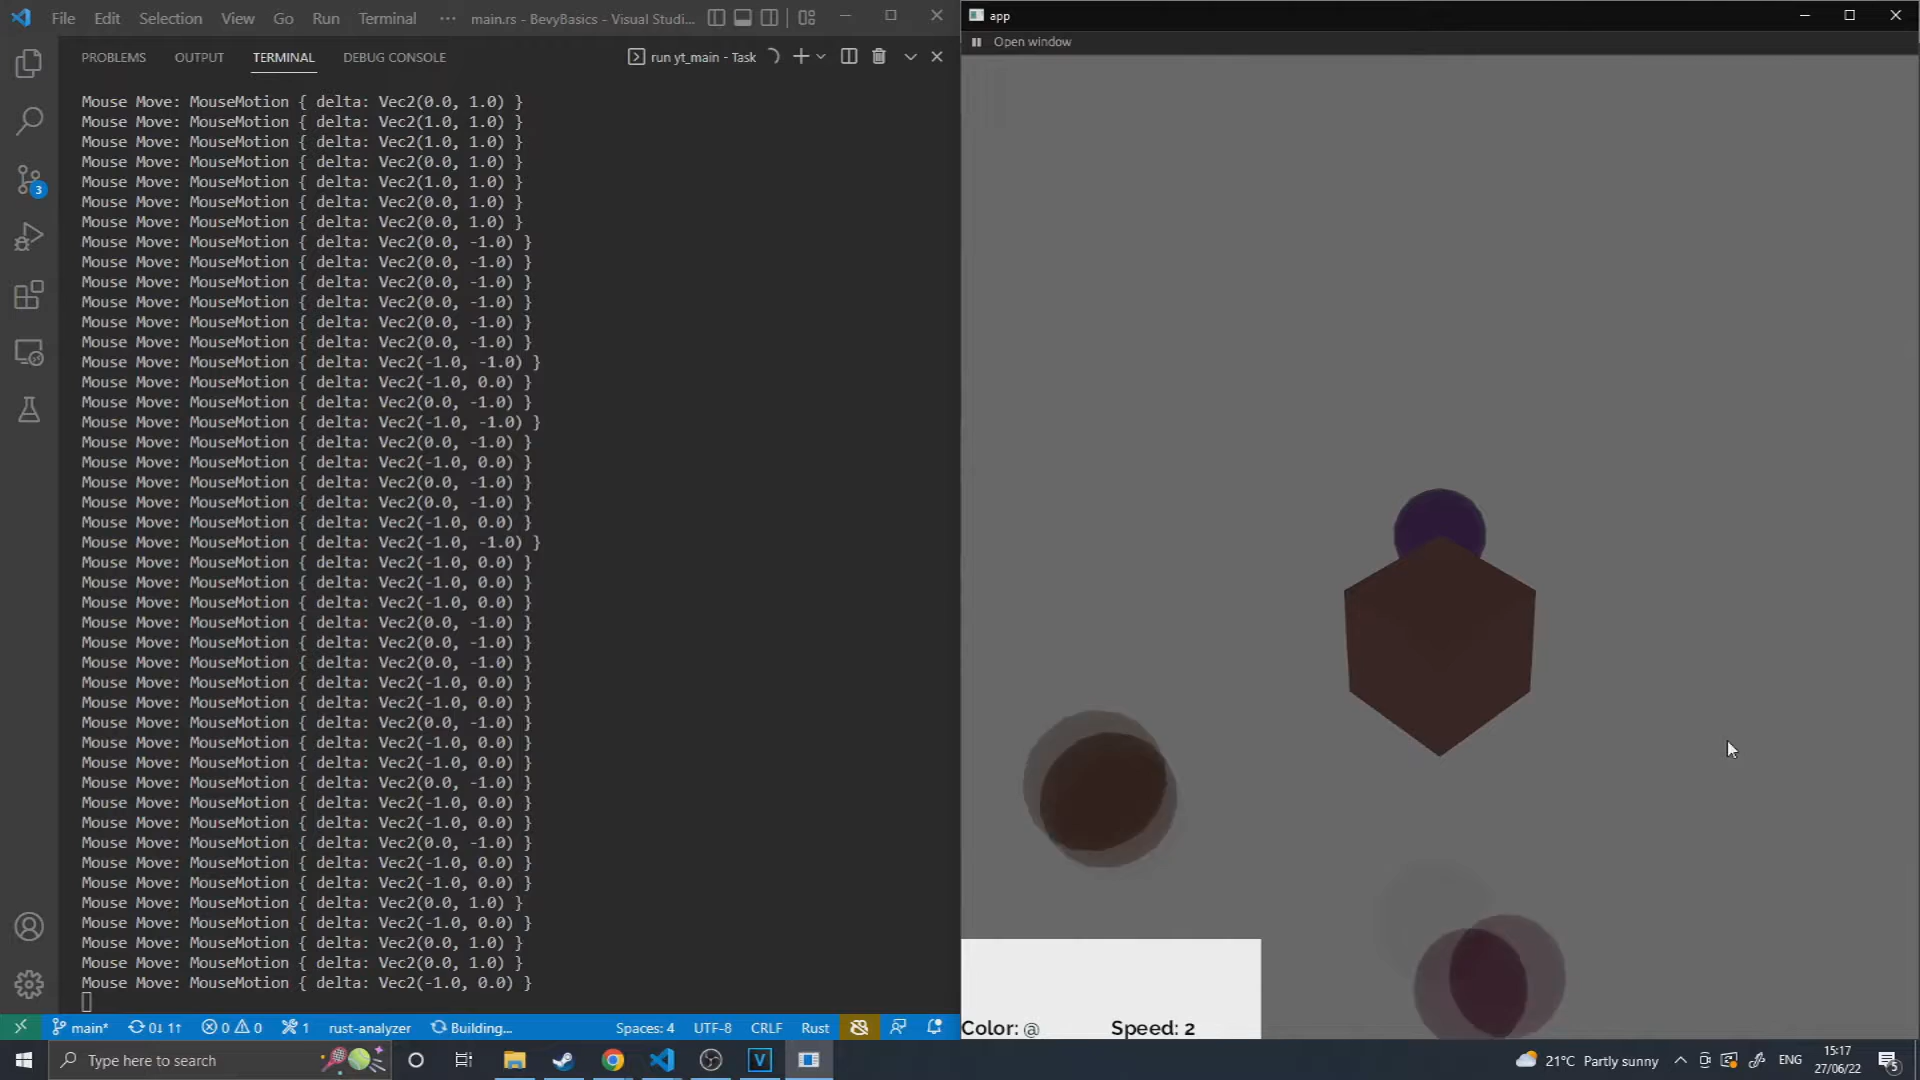 File Edit Selection View Go Run Terminal ··· main.rs - BevyBasics - Visual Studi...
PROBLEMS OUTPUT TERMINAL DEBUG CONSOLE run yt_main - Task
Mouse Move: MouseMotion { delta: Vec2(0.0, 1.0) }
Mouse Move: MouseMotion { delta: Vec2(1.0, 1.0) }
Mouse Move: MouseMotion { delta: Vec2(1.0, 1.0) }
Mouse Move: MouseMotion { delta: Vec2(0.0, 1.0) }
Mouse Move: MouseMotion { delta: Vec2(1.0, 1.0) }
Mouse Move: MouseMotion { delta: Vec2(0.0, 1.0) }
Mouse Move: MouseMotion { delta: Vec2(0.0, 1.0) }
Mouse Move: MouseMotion { delta: Vec2(0.0, -1.0) }
Mouse Move: MouseMotion { delta: Vec2(0.0, -1.0) }
Mouse Move: MouseMotion { delta: Vec2(0.0, -1.0) }
Mouse Move: MouseMotion { delta: Vec2(0.0, -1.0) }
Mouse Move: MouseMotion { delta: Vec2(0.0, -1.0) }
Mouse Move: MouseMotion { delta: Vec2(0.0, -1.0) }
Mouse Move: MouseMotion { delta: Vec2(-1.0, -1.0) }
Mouse Move: MouseMotion { delta: Vec2(-1.0, 0.0) }
Mouse Move: MouseMotion { delta: Vec2(0.0, -1.0) }
Mouse Move: MouseMotion { delta: Vec2(-1.0, -1.0) }
Mouse Move: MouseMotion { delta: Vec2(0.0, -1.0) }
Mouse Move: MouseMotion { delta: Vec2(-1.0, 0.0) }
Mouse Move: MouseMotion { delta: Vec2(0.0, -1.0) }
Mouse Move: MouseMotion { delta: Vec2(0.0, -1.0) }
Mouse Move: MouseMotion { delta: Vec2(-1.0, 0.0) }
Mouse Move: MouseMotion { delta: Vec2(-1.0, -1.0) }
Mouse Move: MouseMotion { delta: Vec2(-1.0, 0.0) }
Mouse Move: MouseMotion { delta: Vec2(-1.0, 0.0) }
Mouse Move: MouseMotion { delta: Vec2(-1.0, 0.0) }
Mouse Move: MouseMotion { delta: Vec2(0.0, -1.0) }
Mouse Move: MouseMotion { delta: Vec2(0.0, -1.0) }
Mouse Move: MouseMotion { delta: Vec2(0.0, -1.0) }
Mouse Move: MouseMotion { delta: Vec2(-1.0, 0.0) }
Mouse Move: MouseMotion { delta: Vec2(-1.0, 0.0) }
Mouse Move: MouseMotion { delta: Vec2(0.0, -1.0) }
Mouse Move: MouseMotion { delta: Vec2(-1.0, 0.0) }
Mouse Move: MouseMotion { delta: Vec2(-1.0, 0.0) }
Mouse Move: MouseMotion { delta: Vec2(0.0, -1.0) }
Mouse Move: MouseMotion { delta: Vec2(-1.0, 0.0) }
Mouse Move: MouseMotion { delta: Vec2(-1.0, 0.0) }
Mouse Move: MouseMotion { delta: Vec2(0.0, -1.0) }
Mouse Move: MouseMotion { delta: Vec2(-1.0, 0.0) }
Mouse Move: MouseMotion { delta: Vec2(-1.0, 0.0) }
Mouse Move: MouseMotion { delta: Vec2(0.0, 1.0) }
Mouse Move: MouseMotion { delta: Vec2(-1.0, 0.0) }
Mouse Move: MouseMotion { delta: Vec2(0.0, 1.0) }
Mouse Move: MouseMotion { delta: Vec2(0.0, 1.0) }
Mouse Move: MouseMotion { delta: Vec2(-1.0, 0.0) }
3
main* 0↓ 1↑ 0 0 1 rust-analyzer Building... Spaces: 4 UTF-8 CRLF Rust
app
Open window
Color: @ Speed: 2
Type here to search
21°C Partly sunny ENG
15:17
27/06/22
5